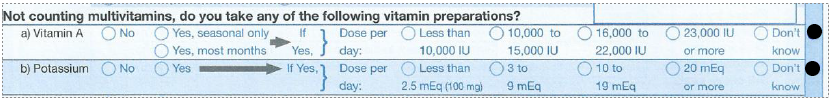 Not counting multivitamins, do you take any of the following vitamin preparations?
a) Vitamin A No Yes, seasonal only If Dose per Less than 10,000 to 16,000 to 23,000 IU Don't
Yes, most months Yes, day: 10,000 IU 15,000 IU 22,000 IU or more know
b) Potassium No Yes If Yes, Dose per Less than 3 to 10 to 20 mEq Don't
day: 2.5 mEq (100 mg) 9 mEq 19 mEq or more know